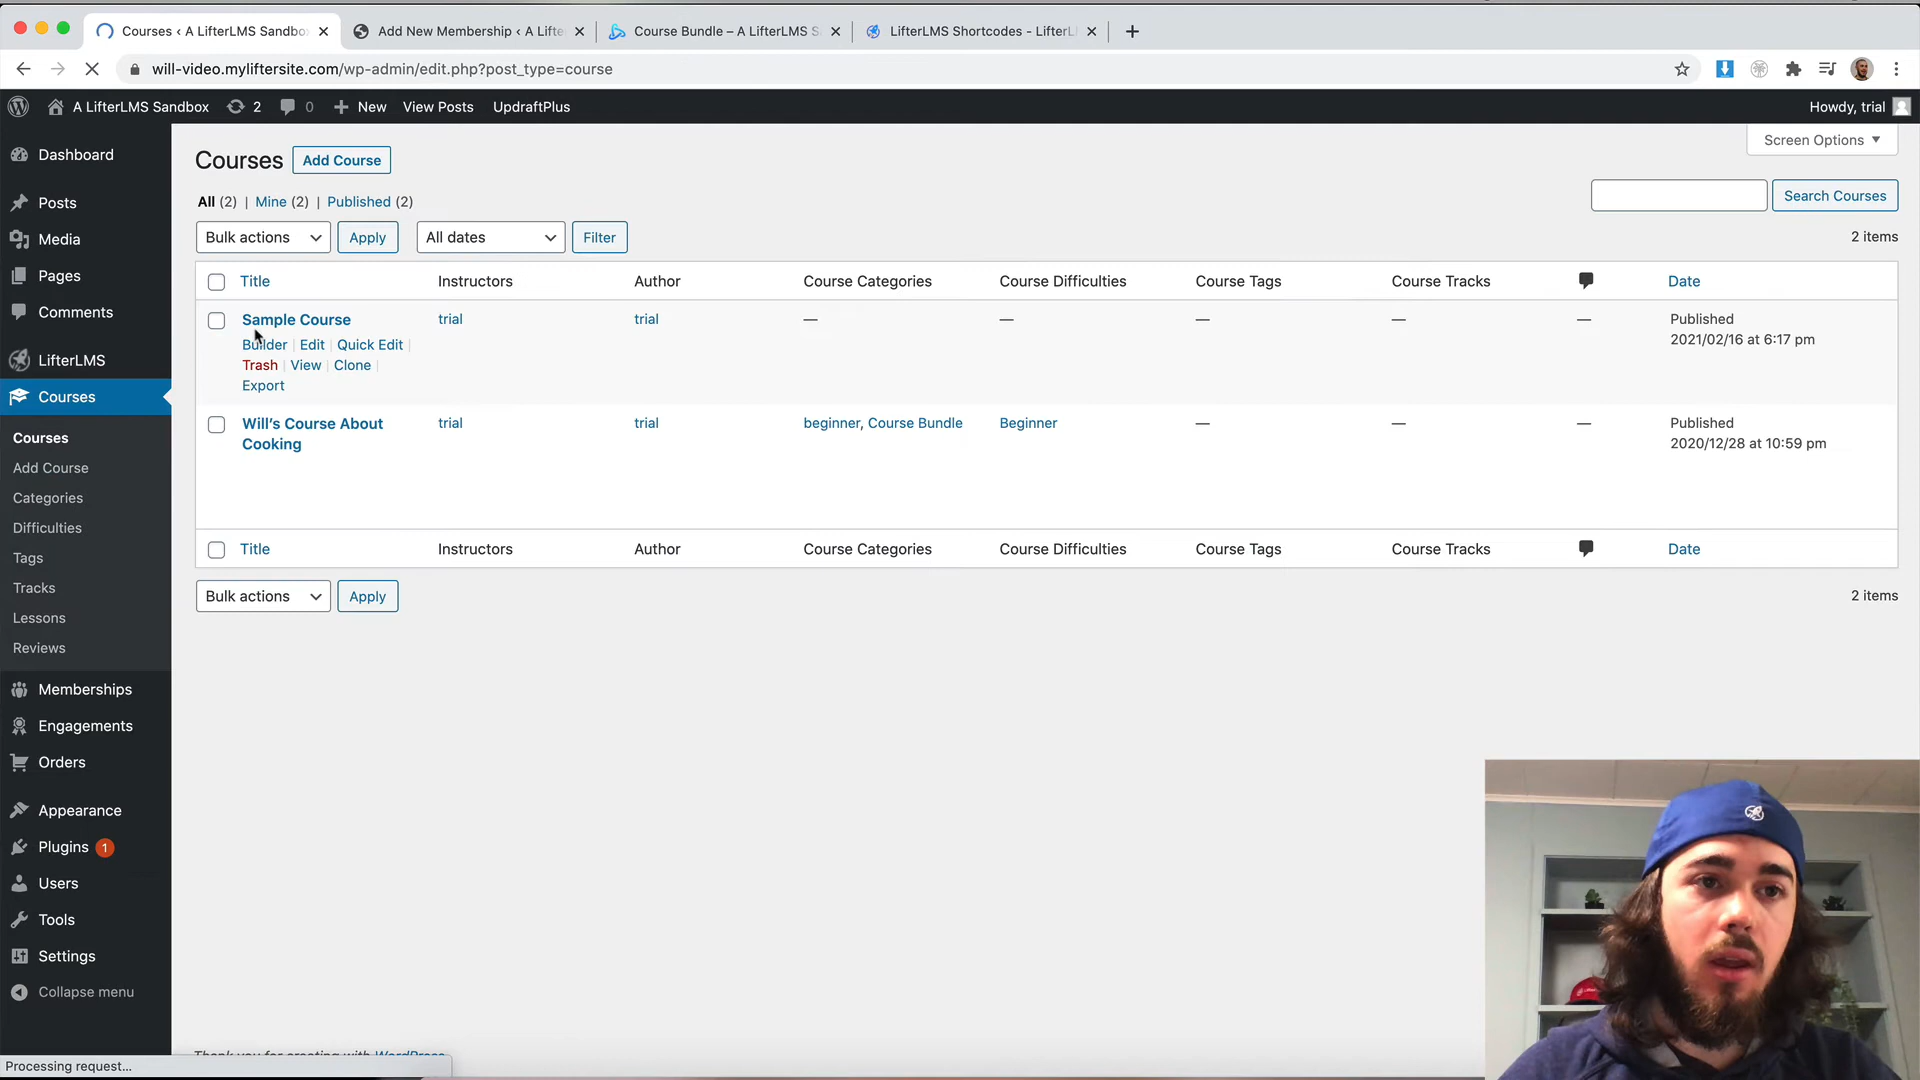 Courses ‹ A LifterLMS Sandbo
Add New Membership ‹ A Lifte
Course Bundle – A LifterLMS S
LifterLMS Shortcodes - LifterL
will-video.myliftersite.com/wp-admin/edit.php?post_type=course
A LifterLMS Sandbox 2 0 New View Posts UpdraftPlus
Howdy, trial
Dashboard
Posts
Media
Pages
Comments
LifterLMS
Courses
Courses
Add Course
Categories
Difficulties
Tags
Tracks
Lessons
Reviews
Memberships
Engagements
Orders
Appearance
Plugins 1
Users
Tools
Settings
Collapse menu
Screen Options
Courses Add Course
All (2) | Mine (2) | Published (2)
Search Courses
Bulk actions Apply All dates Filter
2 items
Title Instructors Author Course Categories Course Difficulties Course Tags Course Tracks Date
Sample Course trial trial — — — — — Published
2021/02/16 at 6:17 pm
Builder | Edit | Quick Edit |
Trash | View | Clone |
Export
Will’s Course About trial trial beginner, Course Bundle Beginner — — — Published
Cooking 2020/12/28 at 10:59 pm
Title Instructors Author Course Categories Course Difficulties Course Tags Course Tracks Date
Bulk actions Apply
2 items
Thank you for creating with WordPress
Processing request...